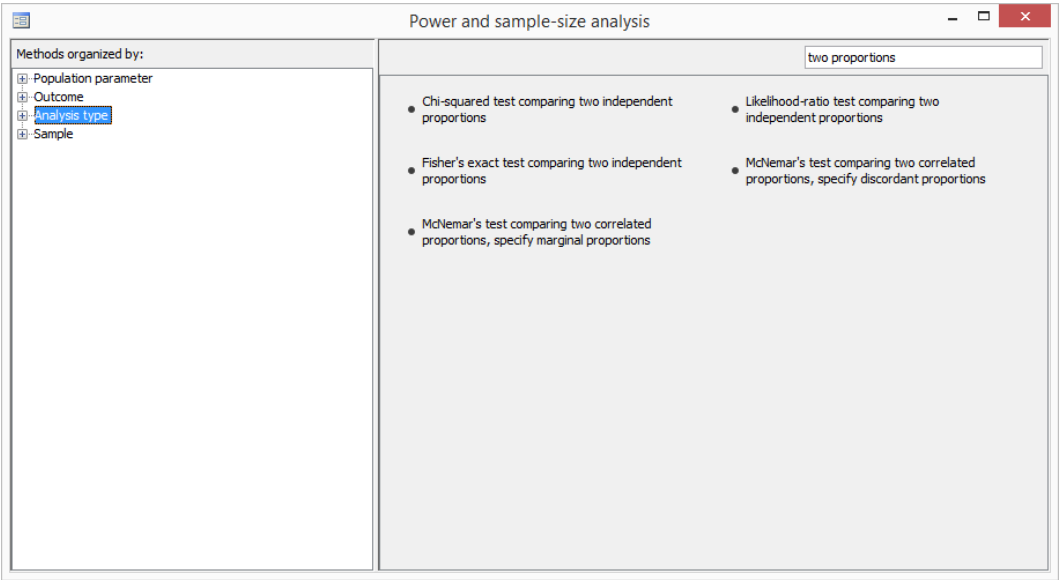 Power and sample-size analysis
Methods organized by:
two proportions
Population parameter
Outcome
Analysis type
Sample
Chi-squared test comparing two independent
proportions
Likelihood-ratio test comparing two
independent proportions
Fisher's exact test comparing two independent
proportions
McNemar's test comparing two correlated
proportions, specify discordant proportions
McNemar's test comparing two correlated
proportions, specify marginal proportions